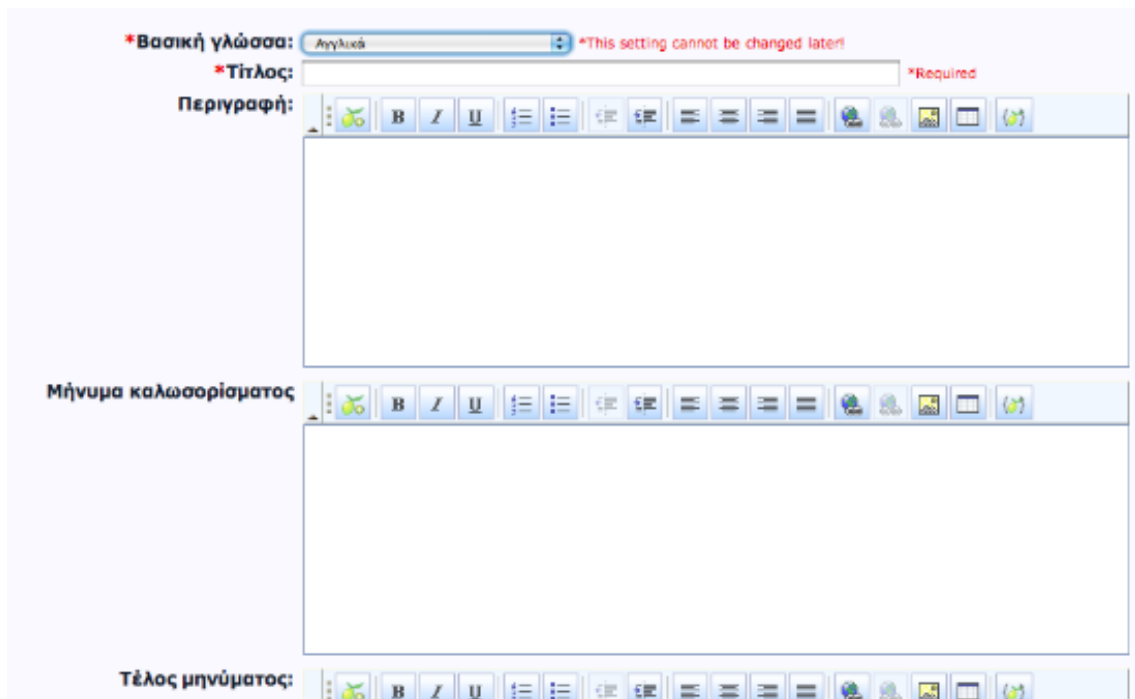 *Βασική γλώσσα: Αγγλικά *This setting cannot be changed later!
*Τίτλος: *Required
Περιγραφή: B I U
Μήνυμα καλωσορίσματος B I U
Τέλος μηνύματος: B I U